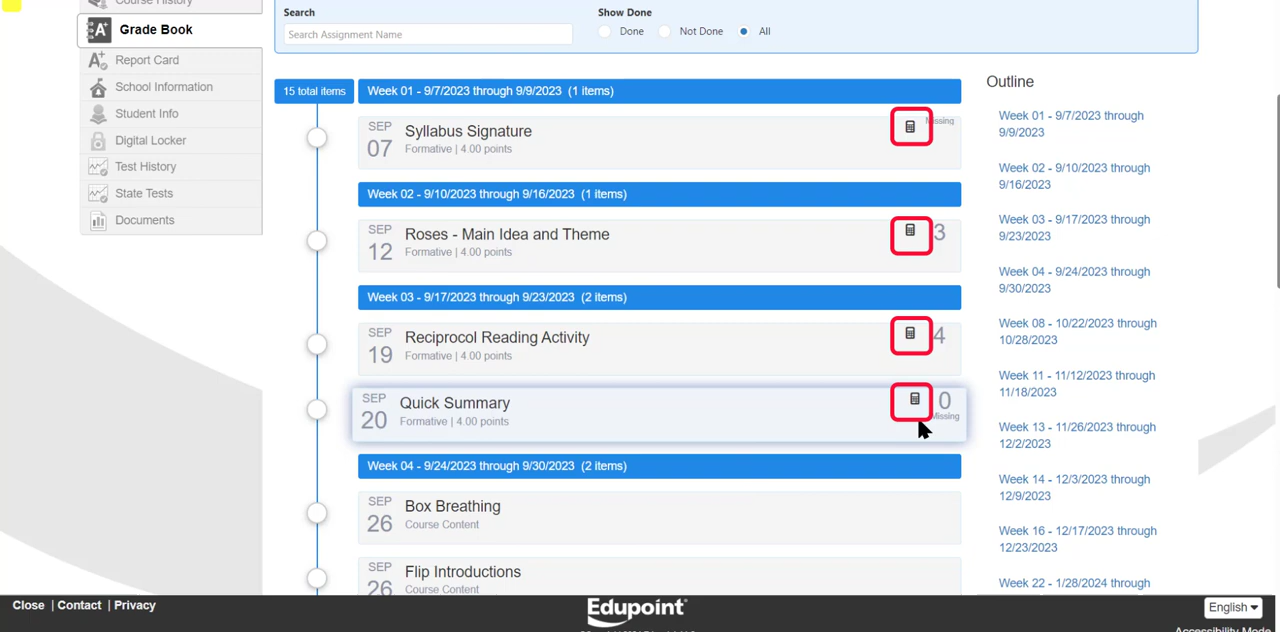 Course History
Grade Book
Report Card
School Information
Student Info
Digital Locker
Test History
State Tests
Documents
Search
Search Assignment Name
Show Done
Done
Not Done
All
15 total items
Week 01 - 9/7/2023 through 9/9/2023 (1 items)
SEP
07
Syllabus Signature
Formative | 4.00 points
Missing
Week 02 - 9/10/2023 through 9/16/2023 (1 items)
SEP
12
Roses - Main Idea and Theme
Formative | 4.00 points
3
Week 03 - 9/17/2023 through 9/23/2023 (2 items)
SEP
19
Reciprocol Reading Activity
Formative | 4.00 points
4
SEP
20
Quick Summary
Formative | 4.00 points
0
Missing
Week 04 - 9/24/2023 through 9/30/2023 (2 items)
SEP
26
Box Breathing
Course Content
SEP
26
Flip Introductions
Course Content
Outline
Week 01 - 9/7/2023 through
9/9/2023
Week 02 - 9/10/2023 through
9/16/2023
Week 03 - 9/17/2023 through
9/23/2023
Week 04 - 9/24/2023 through
9/30/2023
Week 08 - 10/22/2023 through
10/28/2023
Week 11 - 11/12/2023 through
11/18/2023
Week 13 - 11/26/2023 through
12/2/2023
Week 14 - 12/3/2023 through
12/9/2023
Week 16 - 12/17/2023 through
12/23/2023
Week 22 - 1/28/2024 through
Close | Contact | Privacy
Edupoint
English
Accessibility Mode